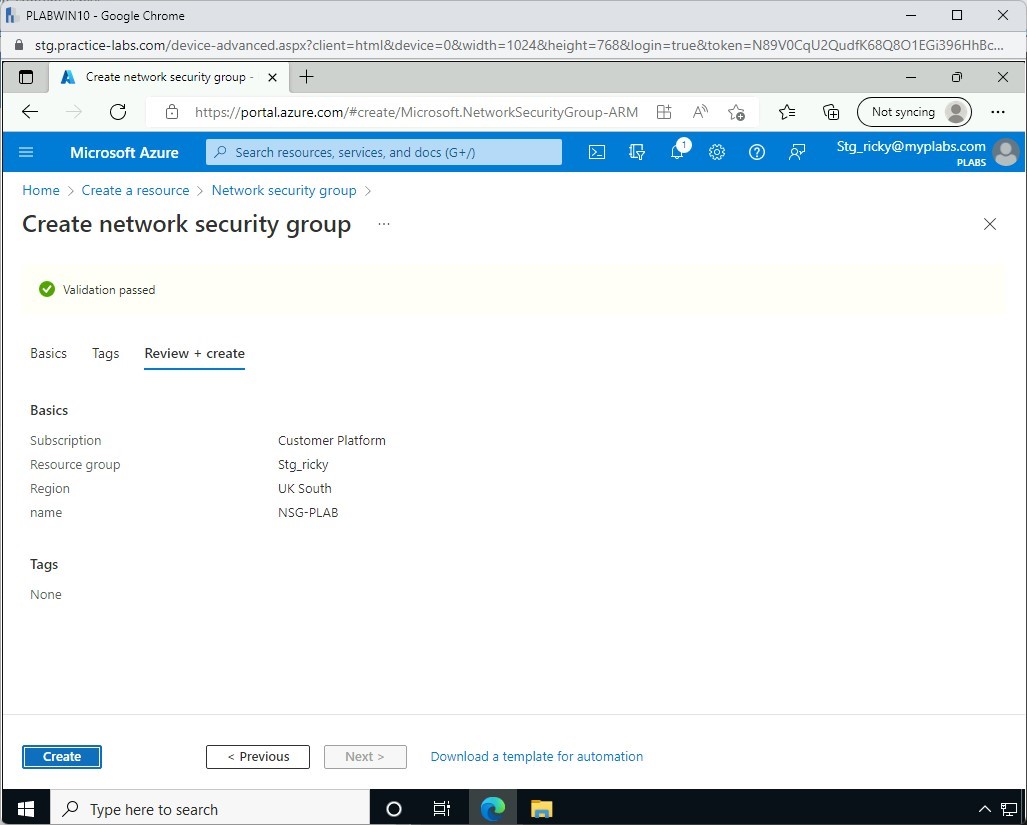 PLABWIN10 - Google Chrome
stg.practice-labs.com/device-advanced.aspx?client=html&device=0&width=1024&height=768&login=true&token=N89V0CqU2QudfK68Q8O1EGi396HhBc...
Create network security group -
https://portal.azure.com/#create/Microsoft.NetworkSecurityGroup-ARM
Not syncing
Microsoft Azure
Search resources, services, and docs (G+/)
1
Stg_ricky@myplabs.com
PLABS
Home > Create a resource > Network security group >
Create network security group ...
Validation passed
Basics Tags Review + create
Basics
Subscription Customer Platform
Resource group Stg_ricky
Region UK South
name NSG-PLAB
Tags
None
Create < Previous Next > Download a template for automation
Type here to search